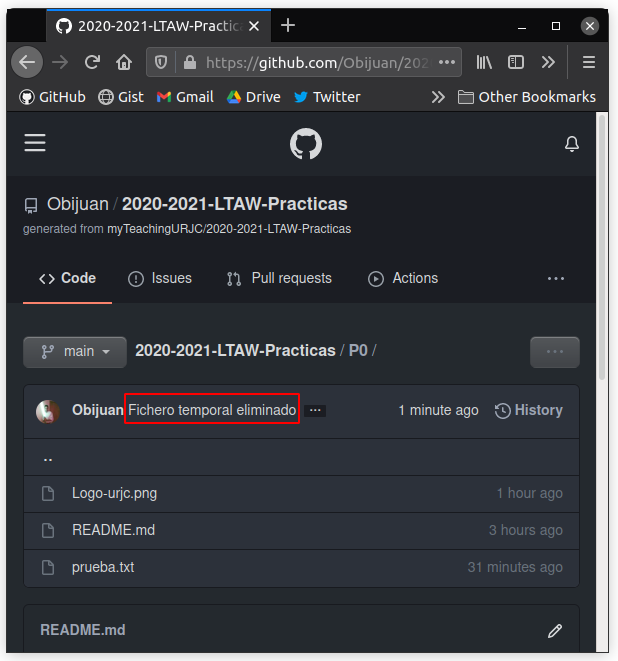 2020-2021-LTAW-Practica
https://github.com/Obijuan/202
GitHub Gist Gmail Drive Twitter Other Bookmarks
Obijuan / 2020-2021-LTAW-Practicas
generated from myTeachingURJC/2020-2021-LTAW-Practicas
Code Issues Pull requests Actions ...
main 2020-2021-LTAW-Practicas / P0 / ...
Obijuan Fichero temporal eliminado ... 1 minute ago History
..
Logo-urjc.png 1 hour ago
README.md 3 hours ago
prueba.txt 31 minutes ago
README.md